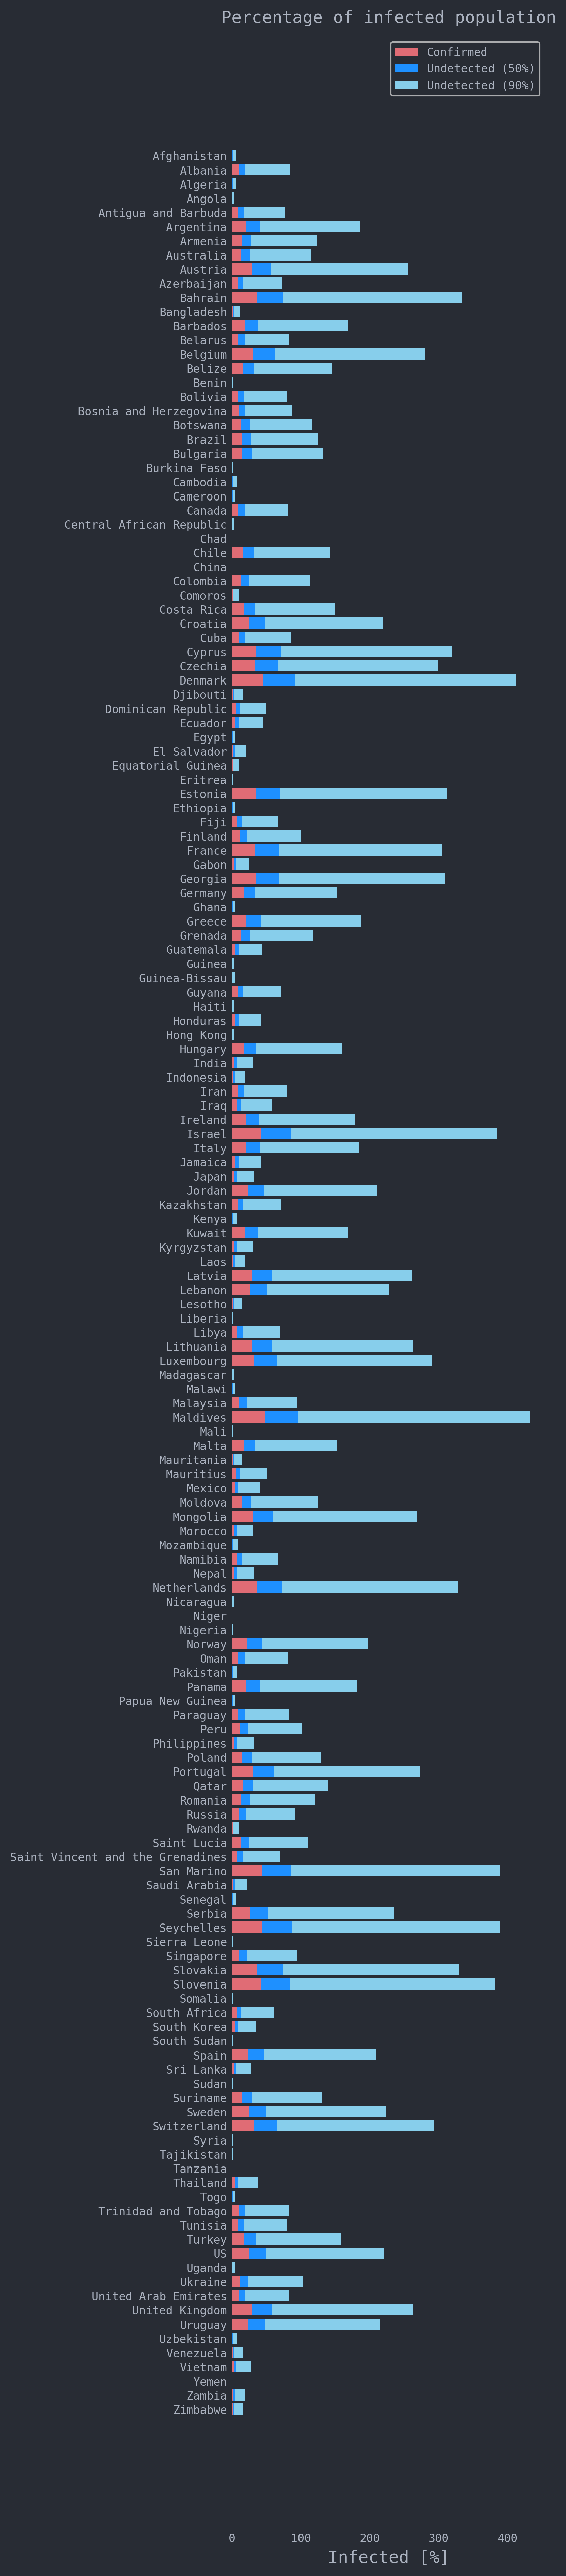 Percentage of infected population
Confirmed
Undetected (50%)
Undetected (90%)
Afghanistan
Albania
Algeria
Angola
Antigua and Barbuda
Argentina
Armenia
Australia
Austria
Azerbaijan
Bahrain
Bangladesh
Barbados
Belarus
Belgium
Belize
Benin
Bolivia
Bosnia and Herzegovina
Botswana
Brazil
Bulgaria
Burkina Faso
Cambodia
Cameroon
Canada
Central African Republic
Chad
Chile
China
Colombia
Comoros
Costa Rica
Croatia
Cuba
Cyprus
Czechia
Denmark
Djibouti
Dominican Republic
Ecuador
Egypt
El Salvador
Equatorial Guinea
Eritrea
Estonia
Ethiopia
Fiji
Finland
France
Gabon
Georgia
Germany
Ghana
Greece
Grenada
Guatemala
Guinea
Guinea-Bissau
Guyana
Haiti
Honduras
Hong Kong
Hungary
India
Indonesia
Iran
Iraq
Ireland
Israel
Italy
Jamaica
Japan
Jordan
Kazakhstan
Kenya
Kuwait
Kyrgyzstan
Laos
Latvia
Lebanon
Lesotho
Liberia
Libya
Lithuania
Luxembourg
Madagascar
Malawi
Malaysia
Maldives
Mali
Malta
Mauritania
Mauritius
Mexico
Moldova
Mongolia
Morocco
Mozambique
Namibia
Nepal
Netherlands
Nicaragua
Niger
Nigeria
Norway
Oman
Pakistan
Panama
Papua New Guinea
Paraguay
Peru
Philippines
Poland
Portugal
Qatar
Romania
Russia
Rwanda
Saint Lucia
Saint Vincent and the Grenadines
San Marino
Saudi Arabia
Senegal
Serbia
Seychelles
Sierra Leone
Singapore
Slovakia
Slovenia
Somalia
South Africa
South Korea
South Sudan
Spain
Sri Lanka
Sudan
Suriname
Sweden
Switzerland
Syria
Tajikistan
Tanzania
Thailand
Togo
Trinidad and Tobago
Tunisia
Turkey
US
Uganda
Ukraine
United Arab Emirates
United Kingdom
Uruguay
Uzbekistan
Venezuela
Vietnam
Yemen
Zambia
Zimbabwe
0 100 200 300 400
Infected [%]